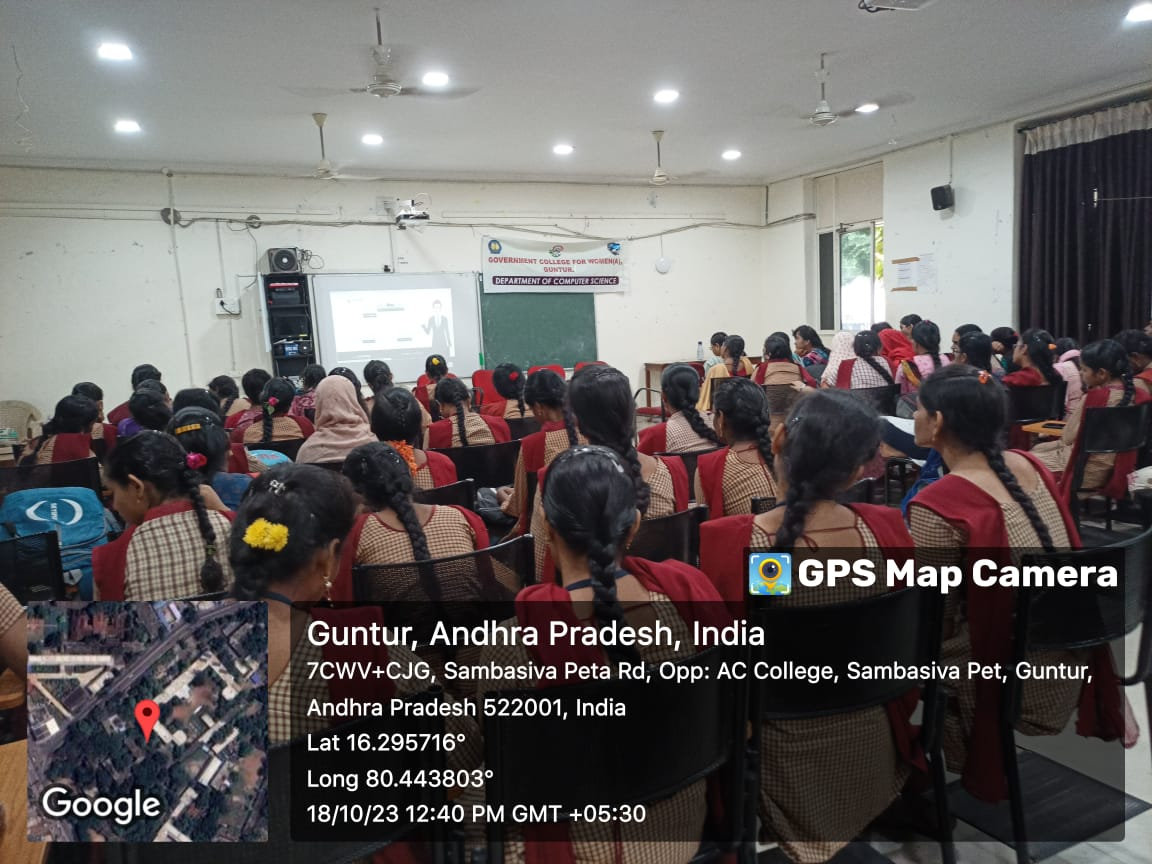 GOVERNMENT COLLEGE FOR WOMEN(A),
GUNTUR.
DEPARTMENT OF COMPUTER SCIENCE
GPS Map Camera
Guntur, Andhra Pradesh, India
7CWV+CJG, Sambasiva Peta Rd, Opp: AC College, Sambasiva Pet, Guntur,
Andhra Pradesh 522001, India
Lat 16.295716°
Long 80.443803°
18/10/23 12:40 PM GMT +05:30
Google